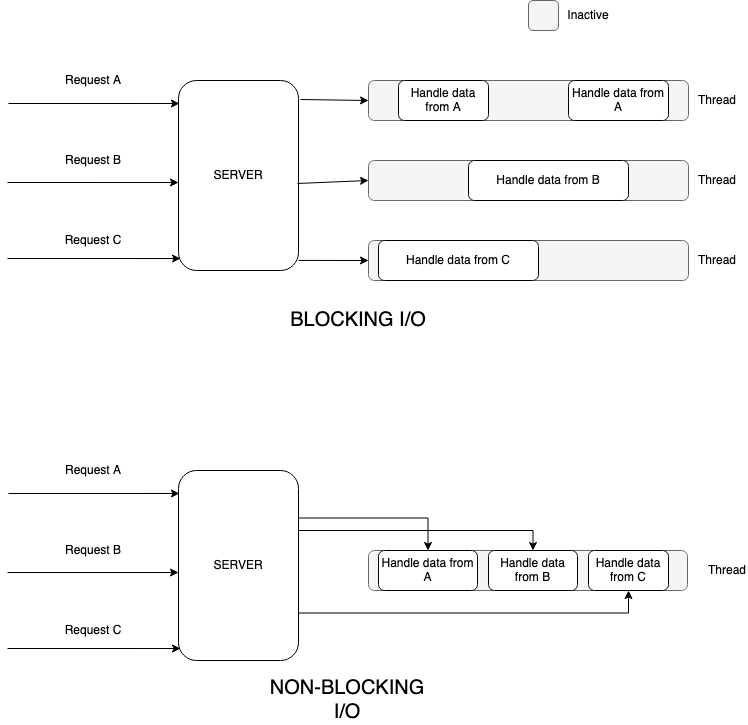 Inactive
Request A
Handle data
from A
Handle data from
A
Thread
Request B
SERVER
Handle data from B
Thread
Request C
Handle data from C
Thread
BLOCKING I/O
Request A
Request B
SERVER
Handle data from
A
Handle data
from B
Handle data
from C
Thread
Request C
NON-BLOCKING
I/O